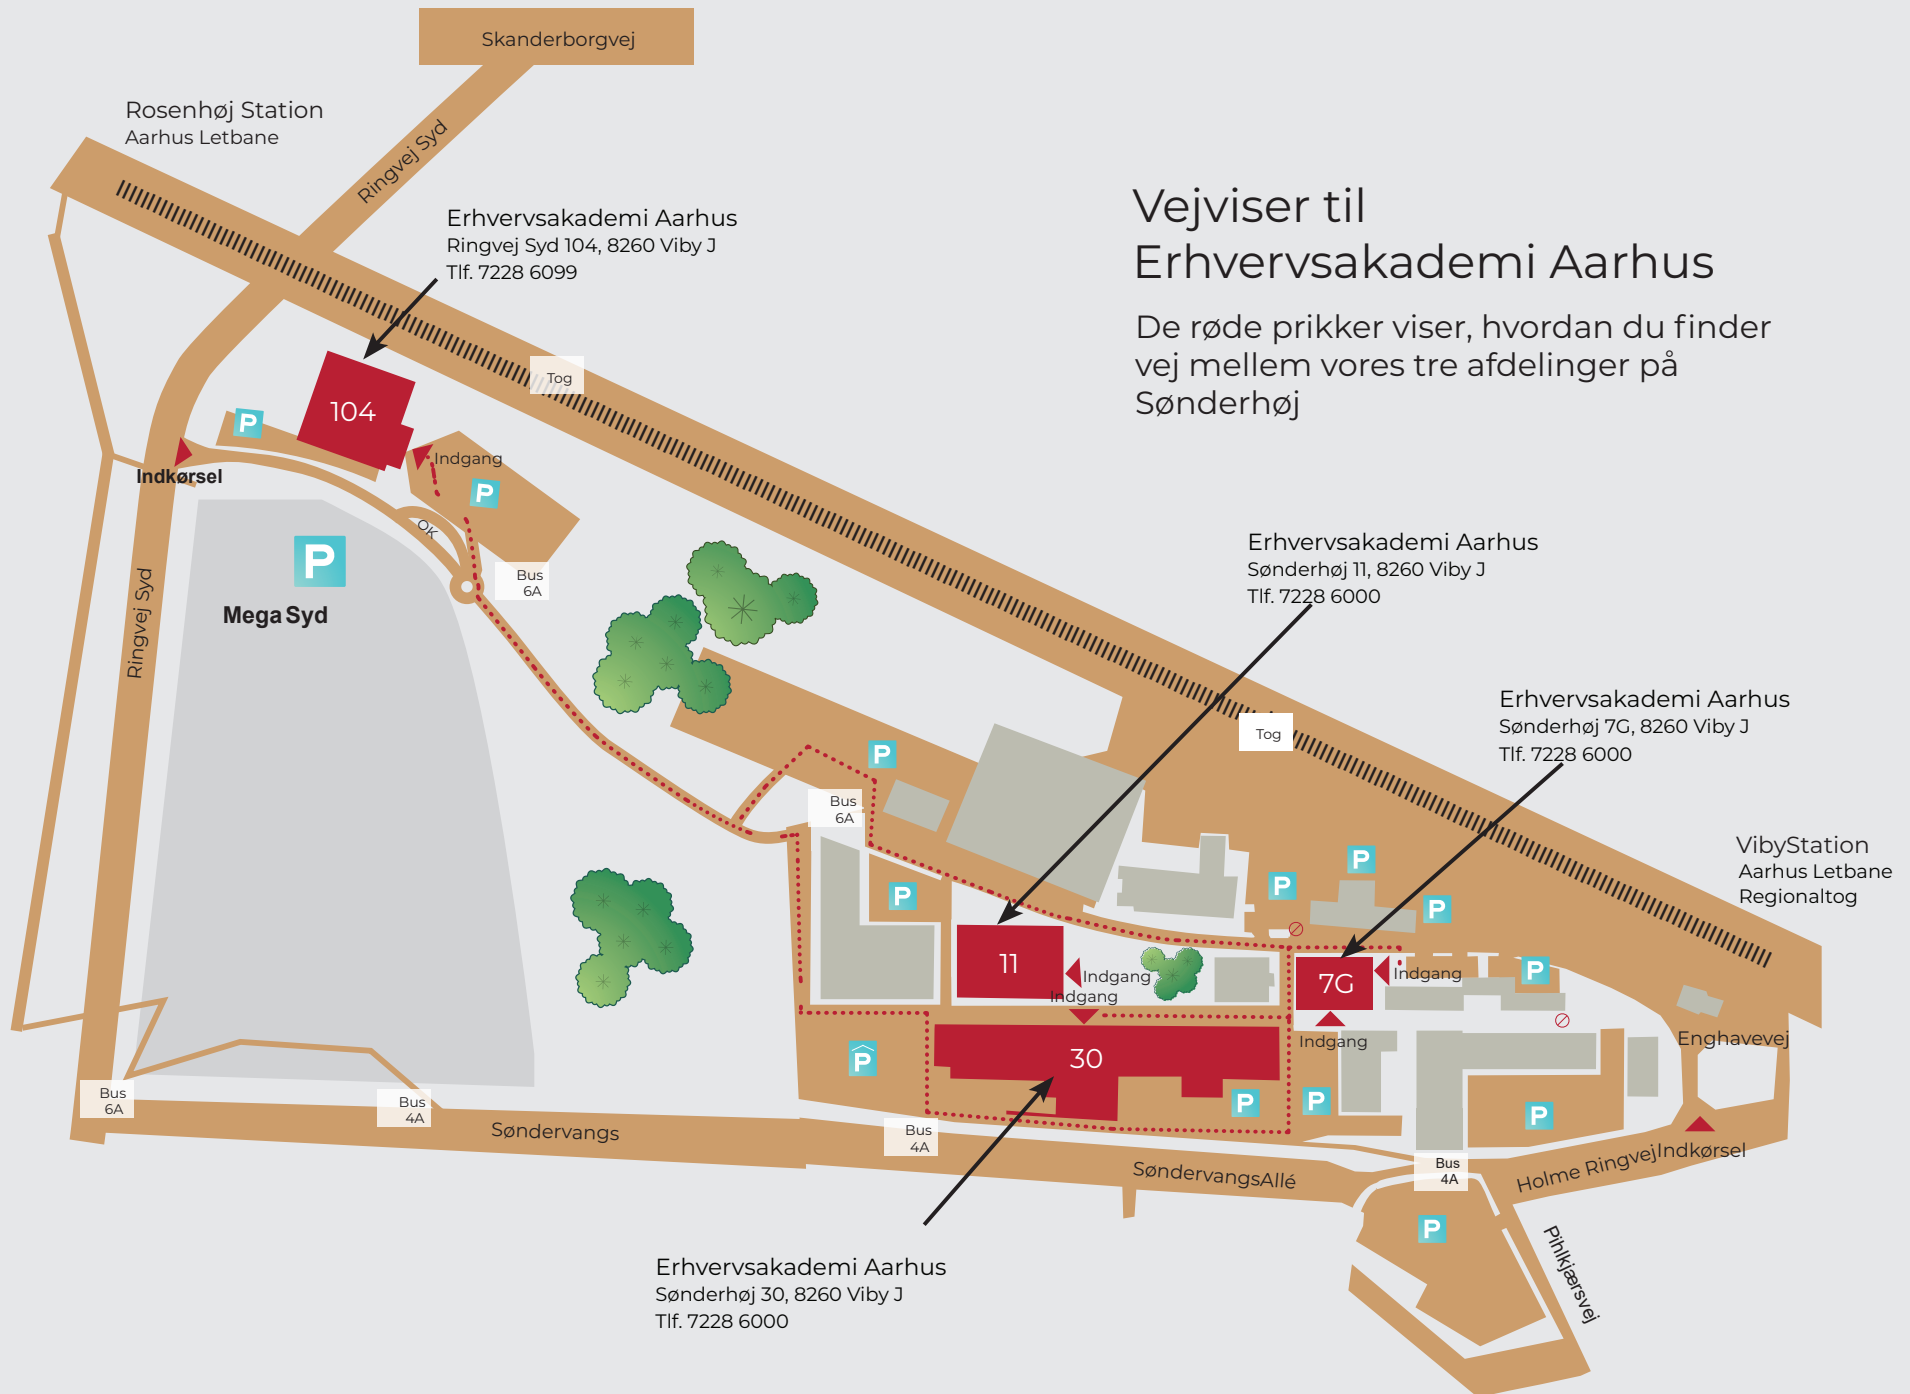 Skanderborgvej
Rosenhøj Station
Aarhus Letbane
Ringvej Syd
Erhvervsakademi Aarhus
Ringvej Syd 104, 8260 Viby J
Tlf. 7228 6099
Vejviser til
Erhvervsakademi Aarhus
De røde prikker viser, hvordan du finder
vej mellem vores tre afdelinger på
Sønderhøj
Tog
104
P
Indgang
Indkørsel
P
OK
P
Mega Syd
Ringvej Syd
Bus
6A
Erhvervsakademi Aarhus
Sønderhøj 11, 8260 Viby J
Tlf. 7228 6000
Erhvervsakademi Aarhus
Sønderhøj 7G, 8260 Viby J
Tlf. 7228 6000
Tog
P
Bus
6A
VibyStation
Aarhus Letbane
Regionaltog
P
P
P
P
11
Indgang
7G
Indgang
P
Indgang
Indgang
30
P
P
P
P
Enghavevej
Bus
6A
Bus
4A
Søndervangs
Bus
4A
SøndervangsAllé
Bus
4A
Holme Ringvej
Indkørsel
P
Pihlkjærsvej
Erhvervsakademi Aarhus
Sønderhøj 30, 8260 Viby J
Tlf. 7228 6000